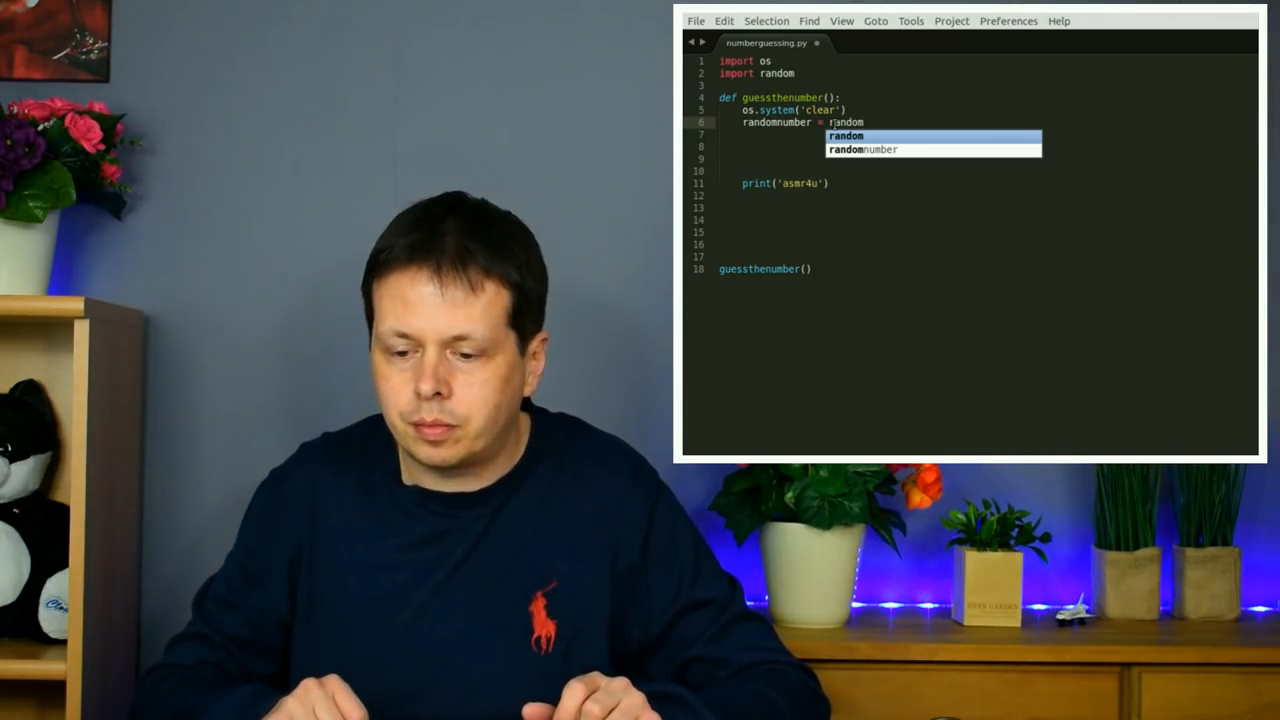 File Edit Selection Find View Goto Tools Project Preferences Help
numberguessing.py
1 import os
2 import random
3
4 def guessthenumber():
5 os.system('clear')
6 randomnumber = random
7 random
8 randomnumber
9
10
11 print('asmr4u')
12
13
14
15
16
17
18 guessthenumber()
HERB GARDEN